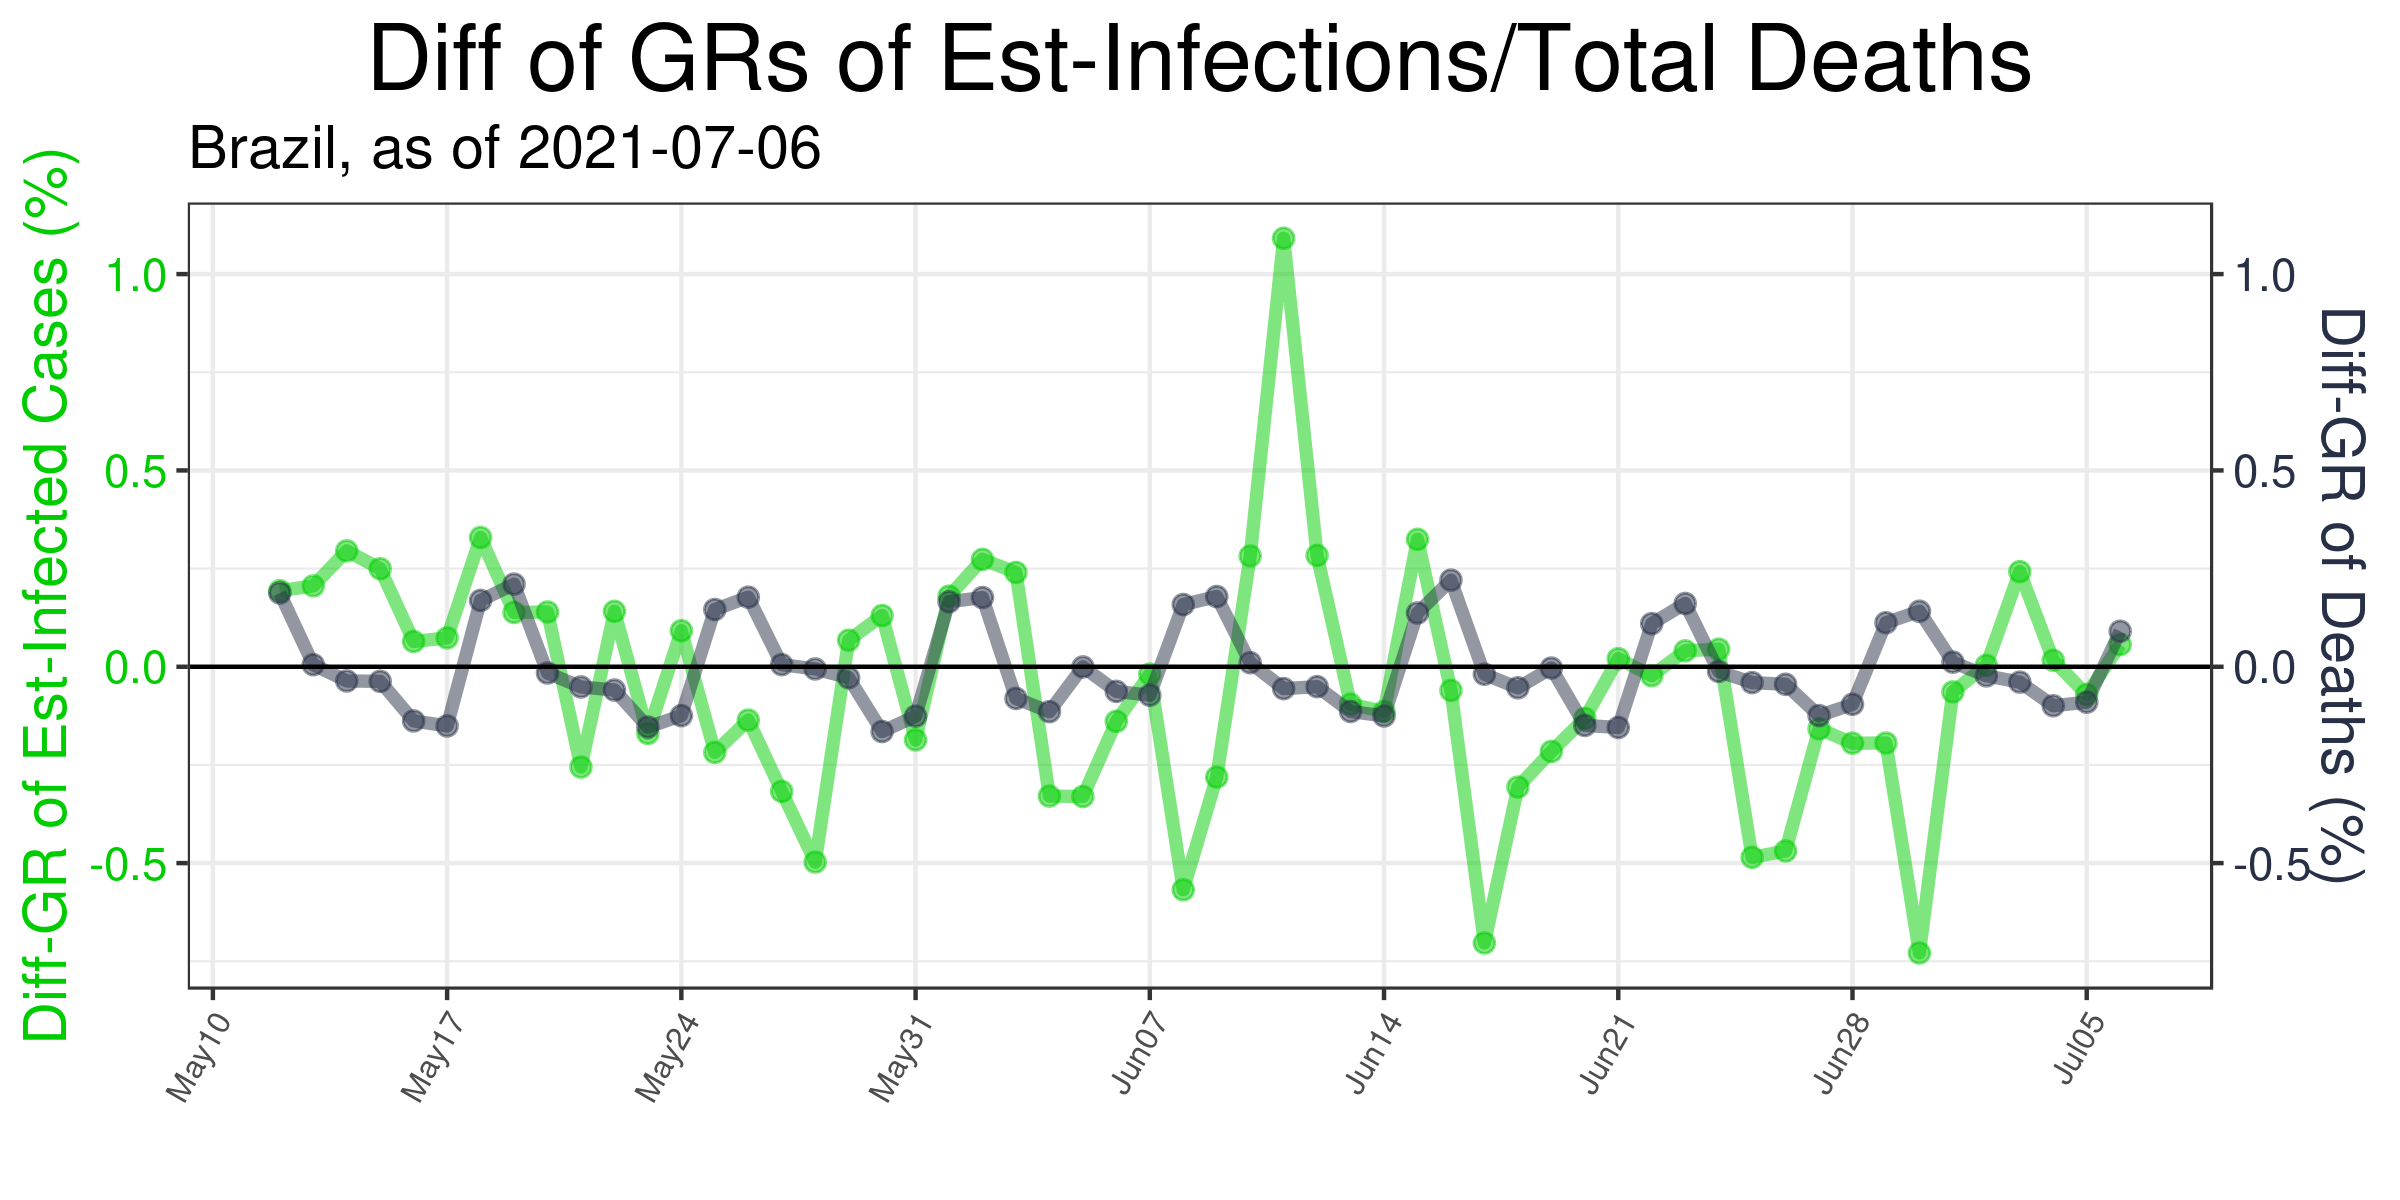 Diff of GRs of Est-Infections/Total Deaths
Brazil, as of 2021-07-06
Diff-GR of Est-Infected Cases (%)
1.0
0.5
0.0
-0.5
1.0
0.5
0.0
-0.5
Diff-GR of Deaths (%)
May10
May17
May24
May31
Jun07
Jun14
Jun21
Jun28
Jul05